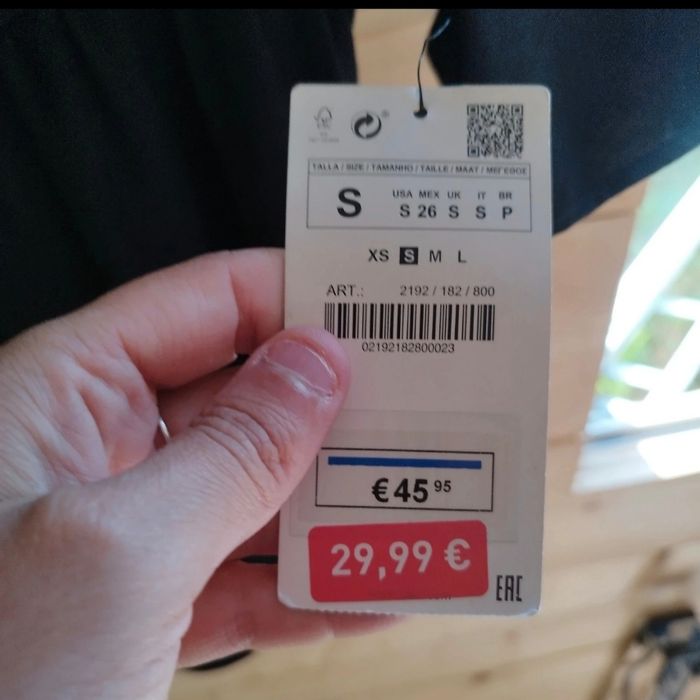 TALLA / SIZE / TAMANHO / TAILLE / MAAT / ΜΕΓΕΘΟΣ
S
USA MEX UK IT BR
S 26 S S P
XS S M L
ART.: 2192 / 182 / 800
02192182800023
€45 95
29,99 €
EAC